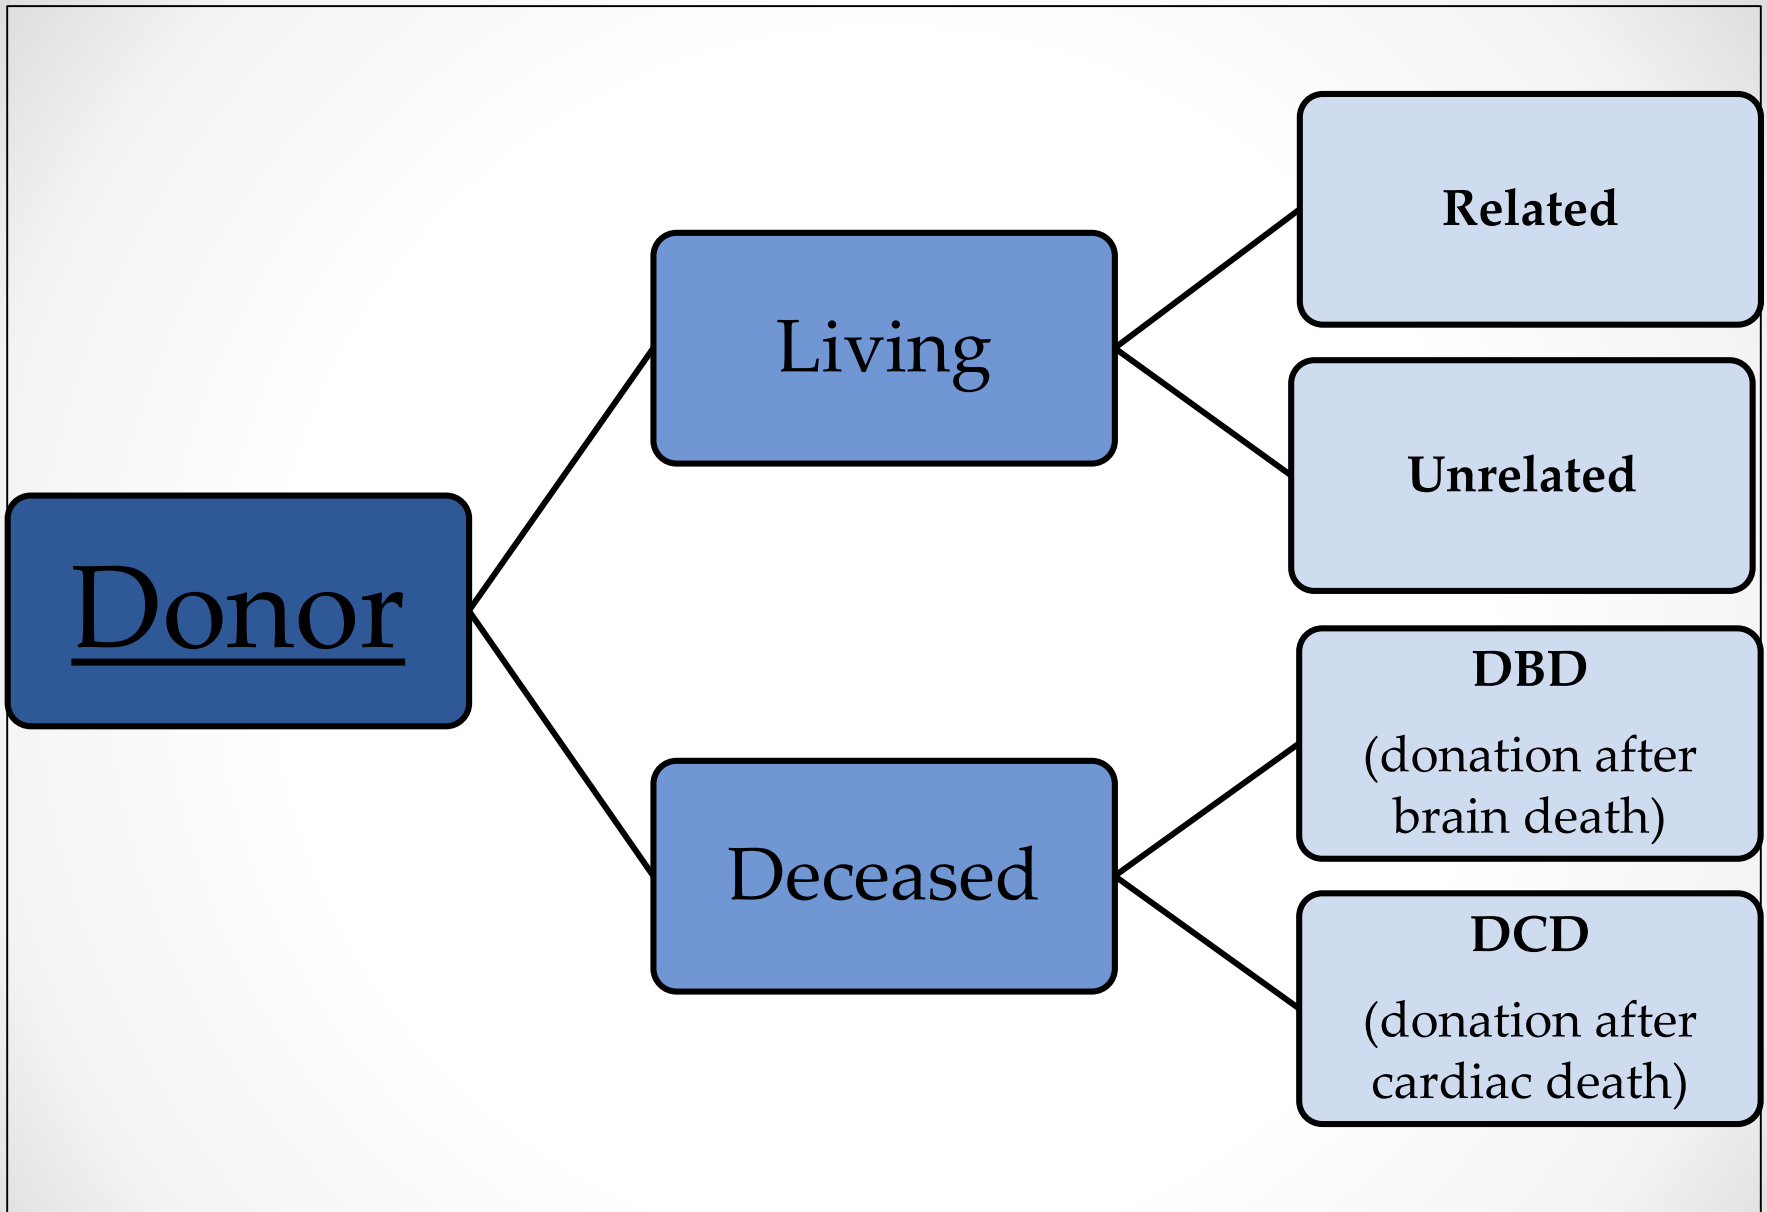 Donor
Living
Deceased
Related
Unrelated
DBD
(donation after
brain death)
DCD
(donation after
cardiac death)